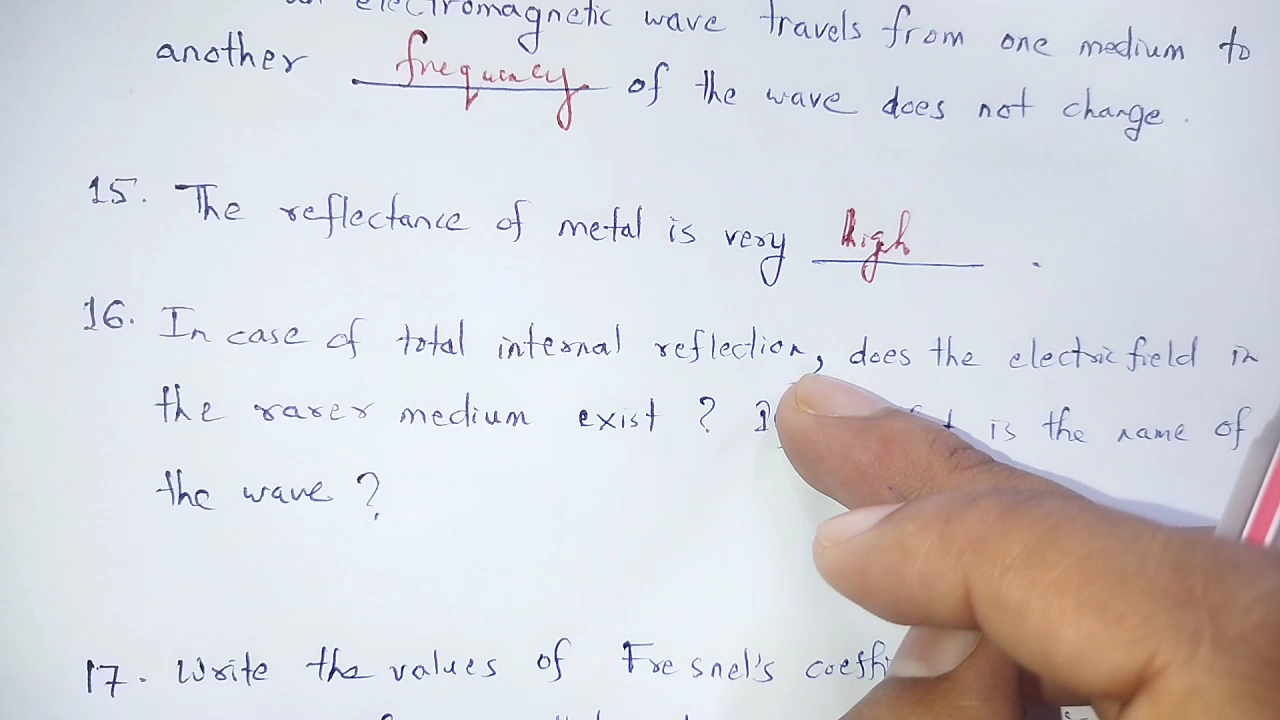 electromagnetic wave travels from one medium to
another frequency of the wave does not change.
15. The reflectance of metal is very high .
16. In case of total internal reflection, does the electric field in
the rarer medium exist ? is the name of
the wave ?
17. Write the values of Fresnel's